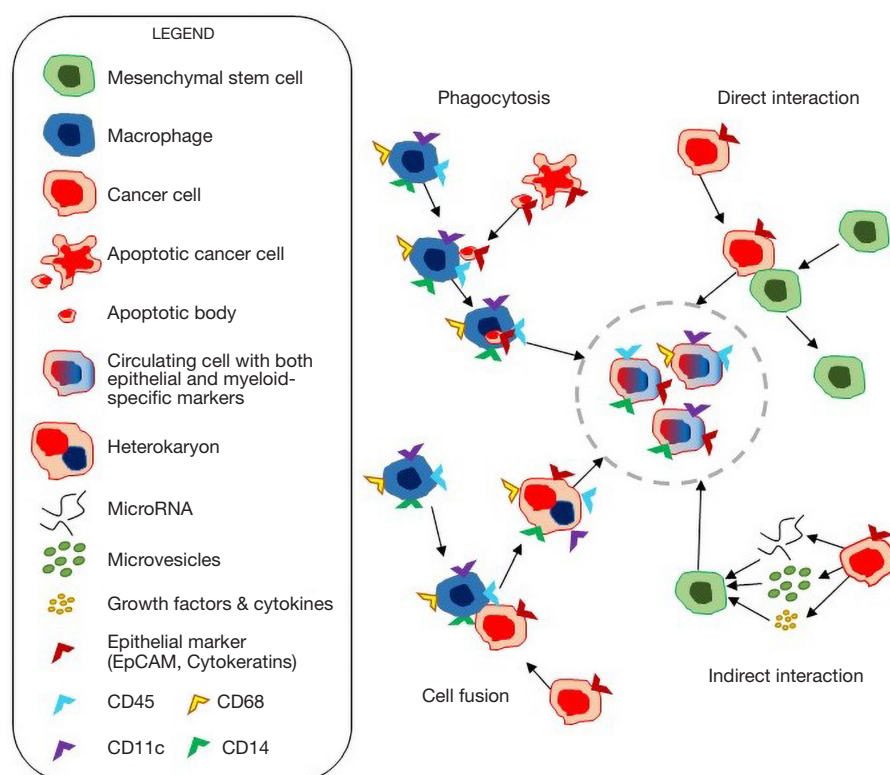 LEGEND
Mesenchymal stem cell
Macrophage
Cancer cell
Apoptotic cancer cell
Apoptotic body
Circulating cell with both
epithelial and myeloid-
specific markers
Heterokaryon
MicroRNA
Microvesicles
Growth factors & cytokines
Epithelial marker
(EpCAM, Cytokeratins)
CD45
CD68
CD11c
CD14
Phagocytosis
Direct interaction
Cell fusion
Indirect interaction